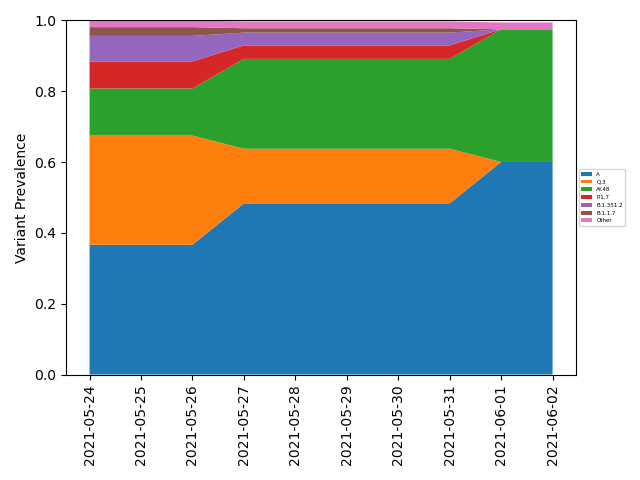 Variant Prevalence
1.0
0.8
0.6
0.4
0.2
0.0
2021-05-24
2021-05-25
2021-05-26
2021-05-27
2021-05-28
2021-05-29
2021-05-30
2021-05-31
2021-06-01
2021-06-02
A
Q.3
AY.48
P.1.7
B.1.351.2
B.1.1.7
Other